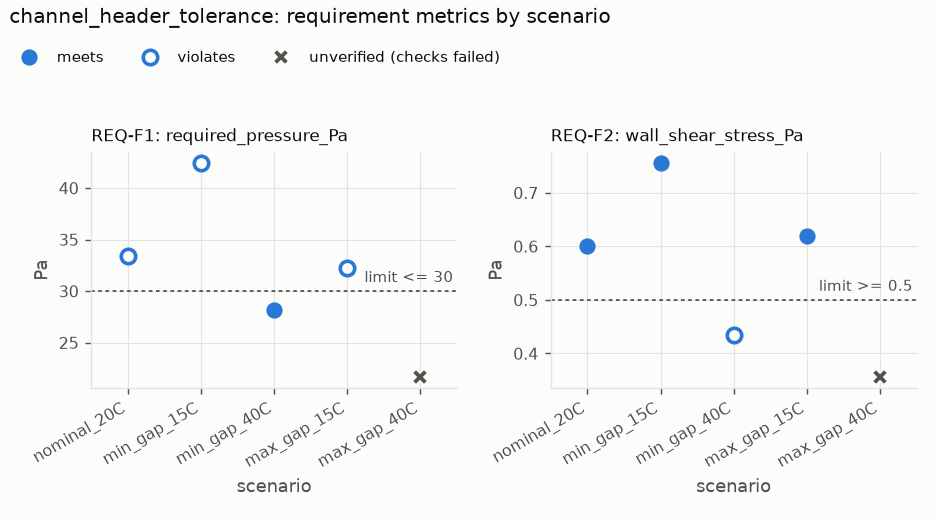 channel_header_tolerance: requirement metrics by scenario
meets
violates
unverified (checks failed)
REQ-F1: required_pressure_Pa
40
35
30
25
Pa
limit <= 30
nominal_20C
min_gap_15C
min_gap_40C
max_gap_15C
max_gap_40C
scenario
REQ-F2: wall_shear_stress_Pa
0.7
0.6
0.5
0.4
Pa
limit >= 0.5
nominal_20C
min_gap_15C
min_gap_40C
max_gap_15C
max_gap_40C
scenario